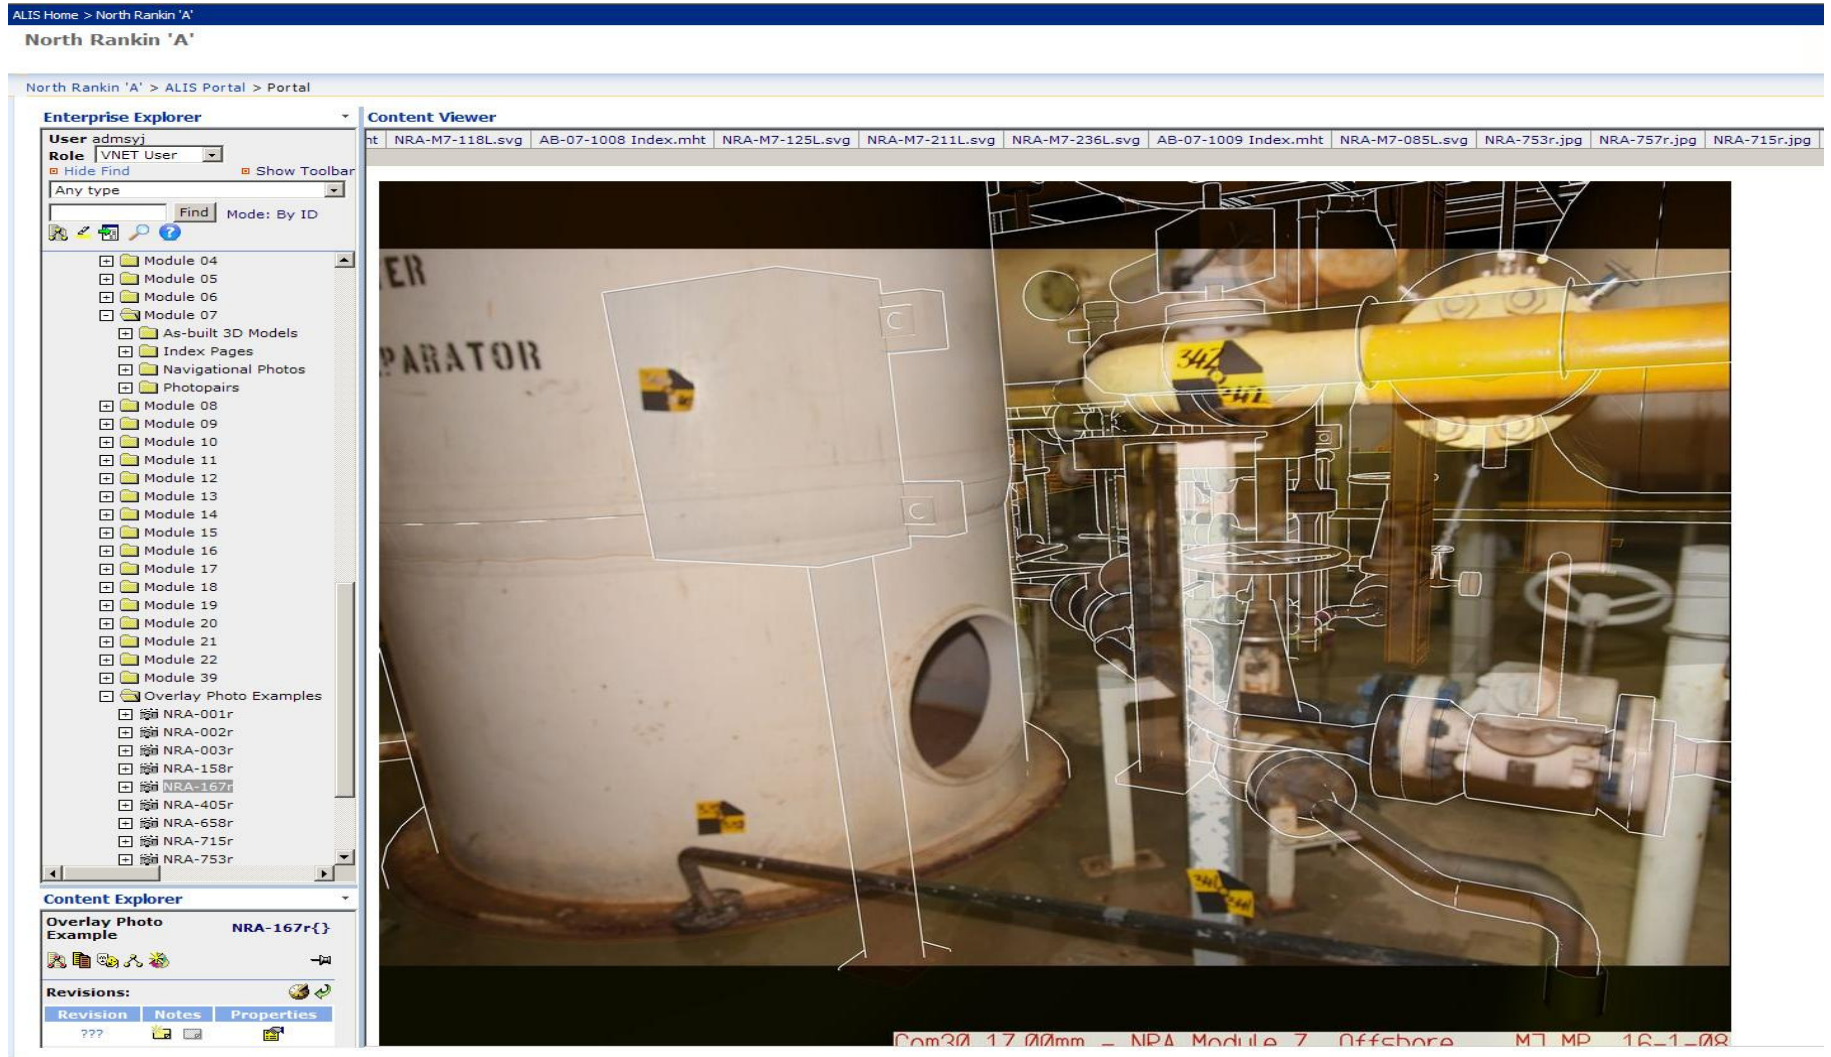 ALIS Home > North Rankin 'A'
North Rankin 'A'
North Rankin 'A' > ALIS Portal > Portal
Enterprise Explorer
User admsyj
Role VNET User
Hide Find Show Toolbar
Any type
Find Mode: By ID
Module 04
Module 05
Module 06
Module 07
As-built 3D Models
Index Pages
Navigational Photos
Photopairs
Module 08
Module 09
Module 10
Module 11
Module 12
Module 13
Module 14
Module 15
Module 16
Module 17
Module 18
Module 19
Module 20
Module 21
Module 22
Module 39
Overlay Photo Examples
NRA-001r
NRA-002r
NRA-003r
NRA-158r
NRA-167r
NRA-405r
NRA-658r
NRA-715r
NRA-753r
Content Explorer
Overlay Photo
Example NRA-167r{}
Revisions:
Revision Notes Properties
???
Content Viewer
ht NRA-M7-118L.svg AB-07-1008 Index.mht NRA-M7-125L.svg NRA-M7-211L.svg NRA-M7-236L.svg AB-07-1009 Index.mht NRA-M7-085L.svg NRA-753r.jpg NRA-757r.jpg NRA-715r.jpg
ER
PARATOR
C
342
C
Com30 17.00mm - NRA Module 7 Offshore M7 MP 16-1-08